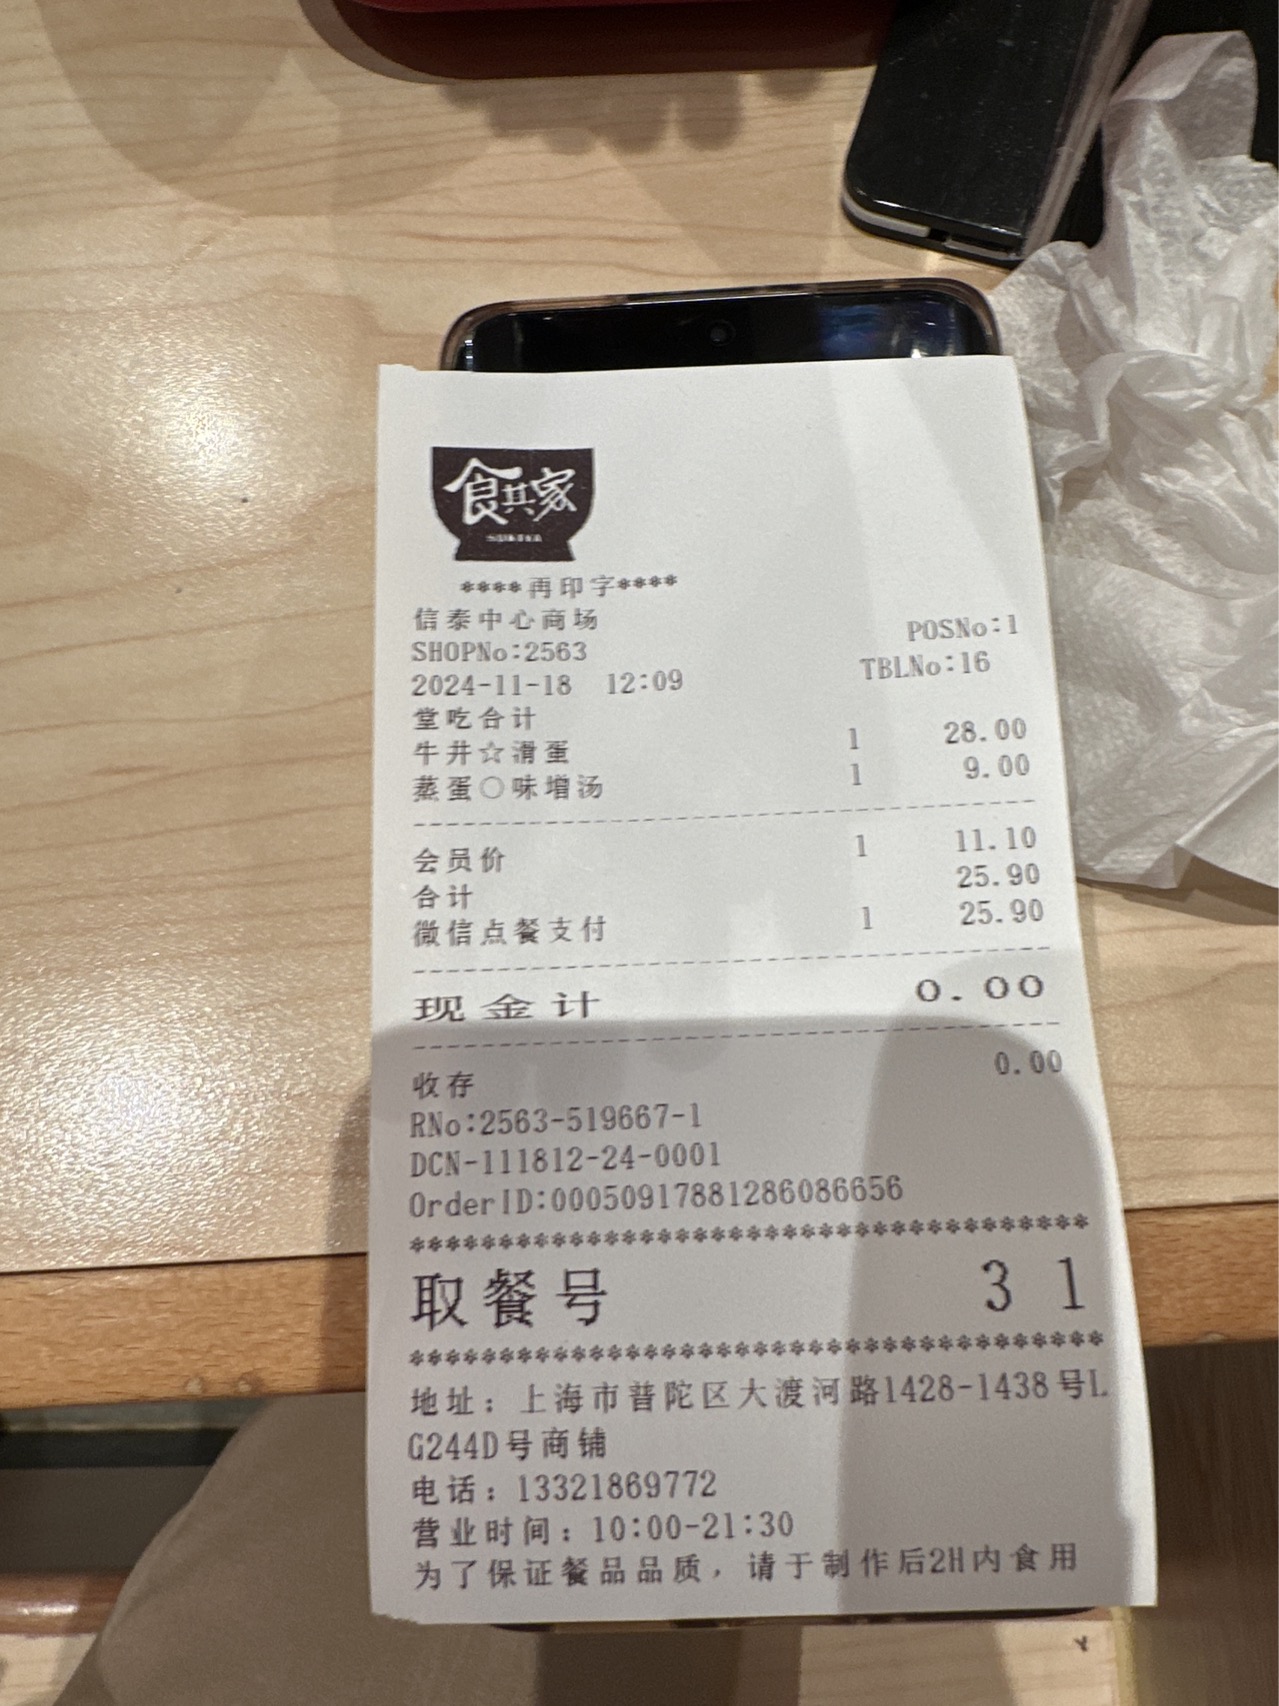 食其家
SUKIYA
****再印字****
信泰中心商场
SHOPNo:2563 POSNo:1
2024-11-18 12:09 TBLNo:16
堂吃合计
牛井☆滑蛋 1 28.00
蒸蛋○味增汤 1 9.00
会员价 1 11.10
合计 25.90
微信点餐支付 1 25.90
现金计 0.00
收存 0.00
RNo:2563-519667-1
DCN-111812-24-0001
OrderID:00050917881286086656
****************************************
取餐号 31
****************************************
地址：上海市普陀区大渡河路1428-1438号L
G244D号商铺
电话：13321869772
营业时间：10:00-21:30
为了保证餐品品质，请于制作后2H内食用